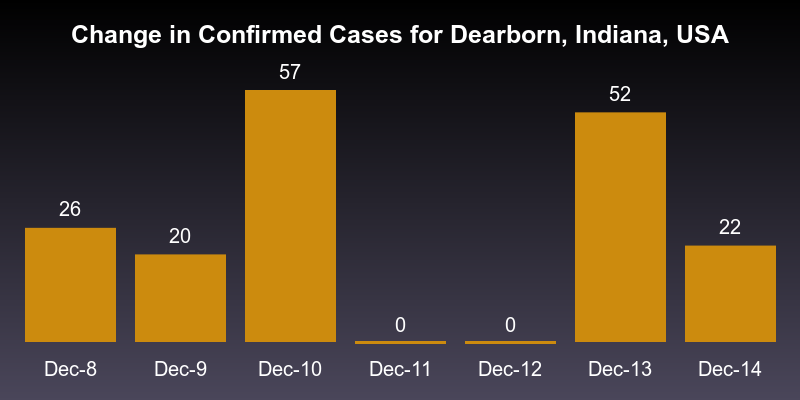 Change in Confirmed Cases for Dearborn, Indiana, USA
57
52
26
20
22
0
0
Dec-8
Dec-9
Dec-10
Dec-11
Dec-12
Dec-13
Dec-14